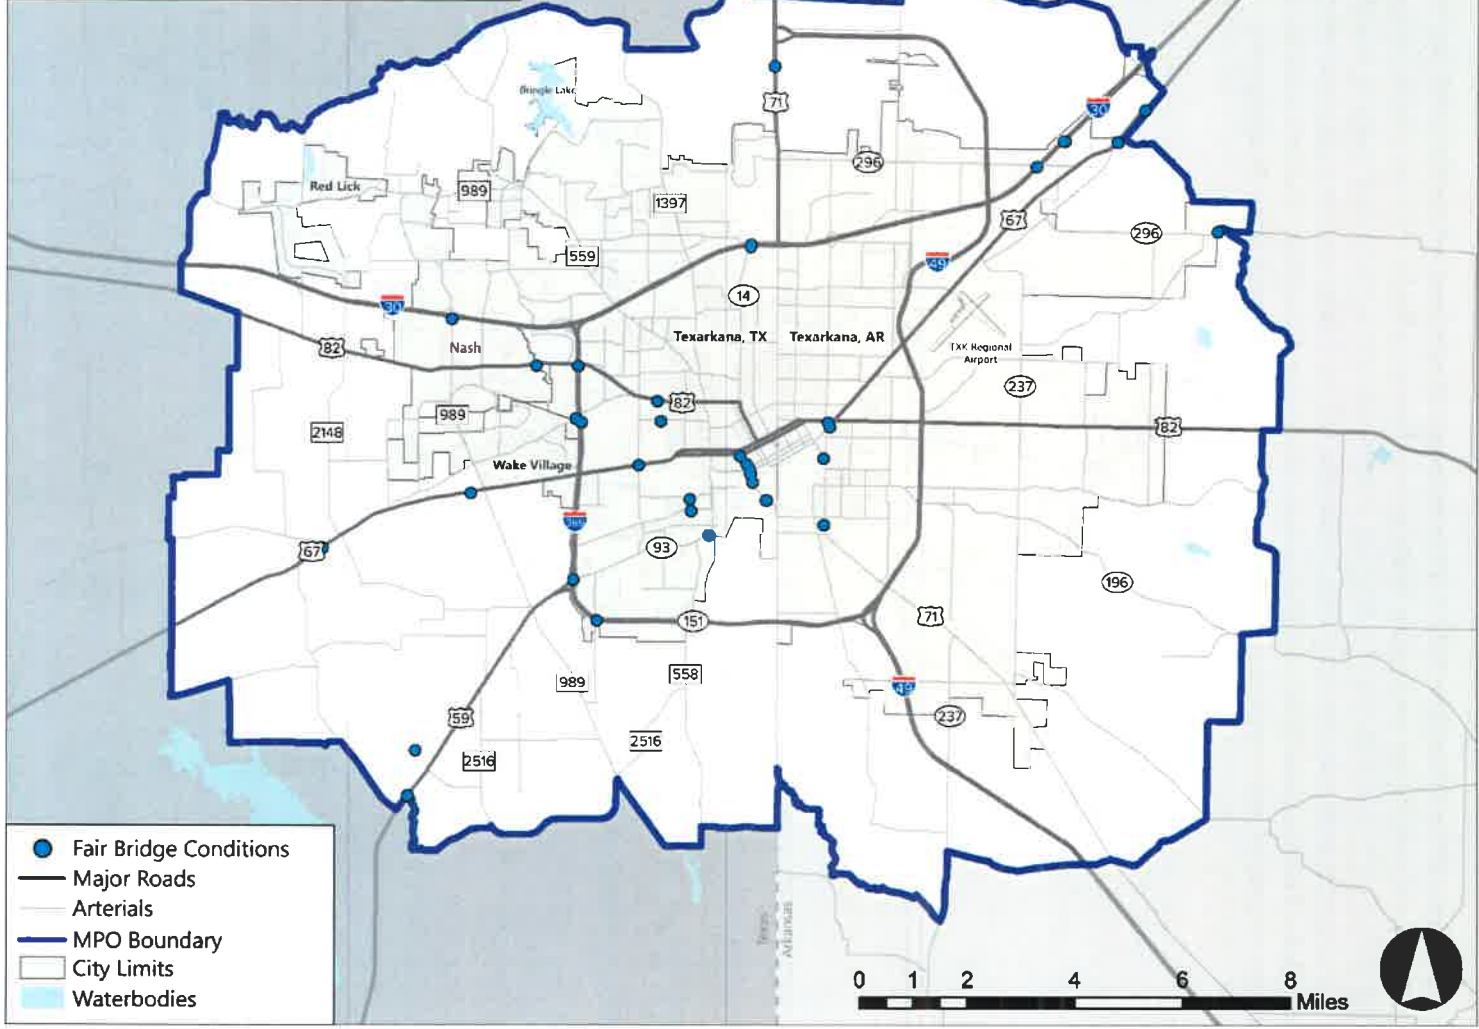 Bringle Lake
71
30
296
Red Lick
989
1397
67
296
559
49
14
30
Texarkana, TX
Texarkana, AR
82
Nash
TXK Regional
Airport
237
82
989
82
2148
Wake Village
369
67
93
196
151
71
558
989
49
59
237
2516
2516
Fair Bridge Conditions
Major Roads
Arterials
MPO Boundary
City Limits
Waterbodies
Texas
Arkansas
0 1 2 4 6 8
Miles